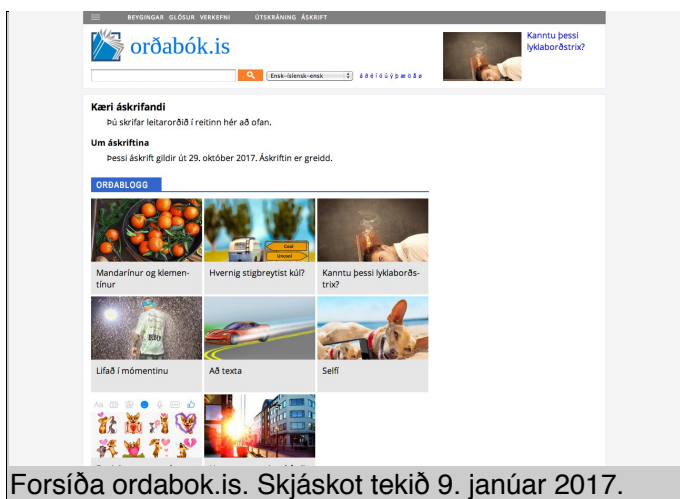 BEYGINGAR GLÓSUR VERKEFNI ÚTSKRÁNING ÁSKRIFT
orðabók.is
Kanntu þessi
lyklaborðstrix?
Ensk-íslensk-ensk
á ð é í ó ú ý þ æ ö å ø
Kæri áskrifandi
Þú skrifar leitarorðið í reitinn hér að ofan.
Um áskriftina
Þessi áskrift gildir út 29. október 2017. Áskriftin er greidd.
ORÐABLOGG
Cool
Uncool
Mandarínur og klemen-
tínur
Hvernig stigbreytist kúl?
Kanntu þessi lyklaborðs-
trix?
Lifað í mómentinu
Að texta
Selfí
Aa
Forsíða ordabok.is. Skjáskot tekið 9. janúar 2017.